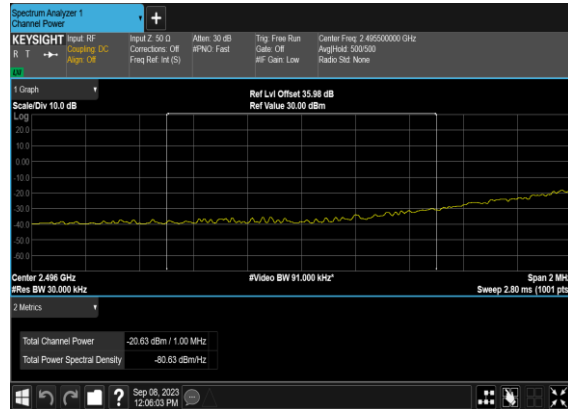 Spectrum Analyzer 1
Channel Power
+
KEYSIGHT
R T
Input: RF
Coupling: DC
Align: Off
Input Z: 50 Ω
Corrections: Off
Freq Ref: Int (S)
Atten: 30 dB
#PNO: Fast
Trig: Free Run
Gate: Off
#IF Gain: Low
Center Freq: 2.495500000 GHz
Avg|Hold: 500/500
Radio Std: None
1 Graph
Scale/Div 10.0 dB
Ref Lvl Offset 35.98 dB
Ref Value 30.00 dBm
Log
20.0
10.0
0.00
-10.0
-20.0
-30.0
-40.0
-50.0
-60.0
Center 2.496 GHz
#Video BW 91.000 kHz*
Span 2 MH
#Res BW 30.000 kHz
Sweep 2.80 ms (1001 pts
2 Metrics
Total Channel Power -20.63 dBm / 1.00 MHz
Total Power Spectral Density -80.63 dBm/Hz
?
Sep 08, 2023
12:06:03 PM